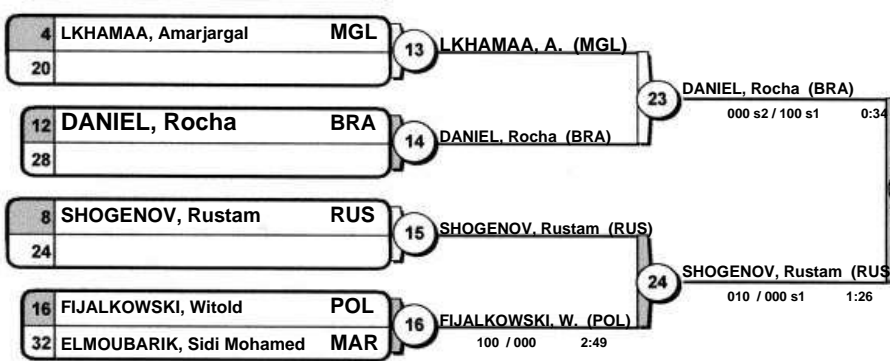 4 LKHAMAA, Amarjargal MGL
20
13
LKHAMAA, A. (MGL)
12 DANIEL, Rocha BRA
28
14
DANIEL, Rocha (BRA)
23
DANIEL, Rocha (BRA)
000 s2 / 100 s1 0:34
8 SHOGENOV, Rustam RUS
24
15
SHOGENOV, Rustam (RUS)
16 FIJALKOWSKI, Witold POL
32 ELMOUBARIK, Sidi Mohamed MAR
16
FIJALKOWSKI, W. (POL)
100 / 000 2:49
24
SHOGENOV, Rustam (RUS
010 / 000 s1 1:26